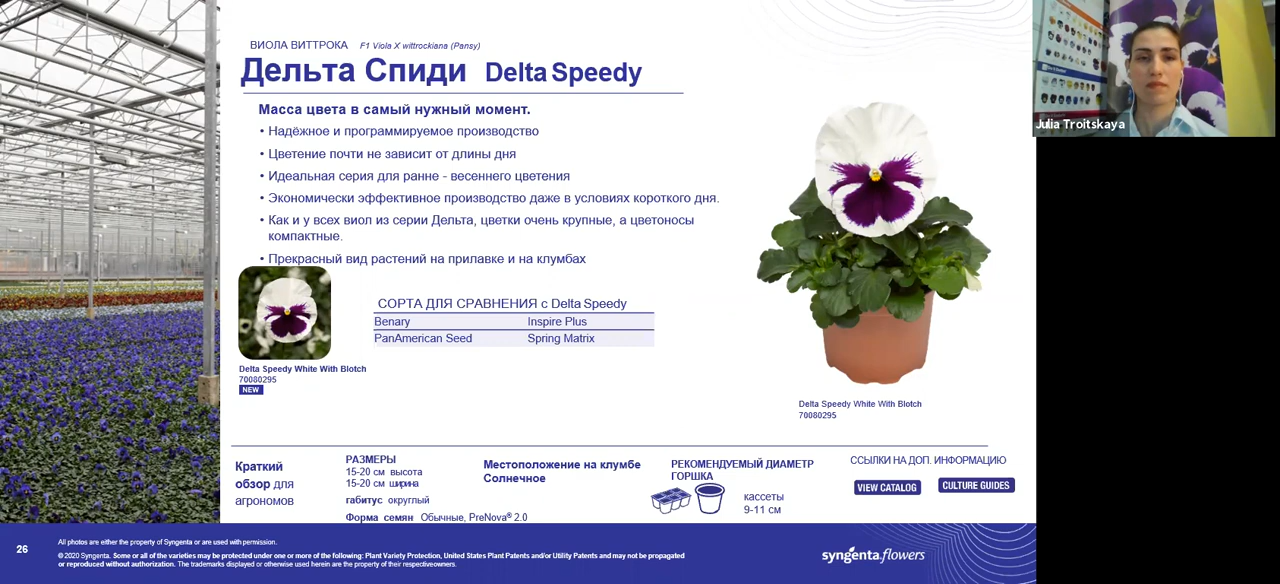 ВИОЛА ВИТТРОКА F1 Viola X wittrockiana (Pansy)
Дельта Спиди Delta Speedy
Масса цвета в самый нужный момент.
• Надёжное и программируемое производство
• Цветение почти не зависит от длины дня
• Идеальная серия для ранне - весеннего цветения
• Экономически эффективное производство даже в условиях короткого дня.
• Как и у всех виол из серии Дельта, цветки очень крупные, а цветоносы
компактные.
• Прекрасный вид растений на прилавке и на клумбах
СОРТА ДЛЯ СРАВНЕНИЯ с Delta Speedy
Benary Inspire Plus
PanAmerican Seed Spring Matrix
Delta Speedy White With Blotch
70080295
NEW
Delta Speedy White With Blotch
70080295
Краткий
обзор для
агрономов
РАЗМЕРЫ
15-20 см высота
15-20 см ширина
габитус округлый
Форма семян Обычные, PreNova® 2.0
Местоположение на клумбе
Солнечное
РЕКОМЕНДУЕМЫЙ ДИАМЕТР
ГОРШКА
кассеты
9-11 см
ССЫЛКИ НА ДОП. ИНФОРМАЦИЮ
VIEW CATALOG
CULTURE GUIDES
26
All photos are either the property of Syngenta or are used with permission.
© 2020 Syngenta. Some or all of the varieties may be protected under one or more of the following: Plant Variety Protection, United States Plant Patents and/or Utility Patents and may not be propagated
or reproduced without authorization. The trademarks displayed or otherwise used herein are the property of their respectiveowners.
syngenta.flowers
Julia Troitskaya